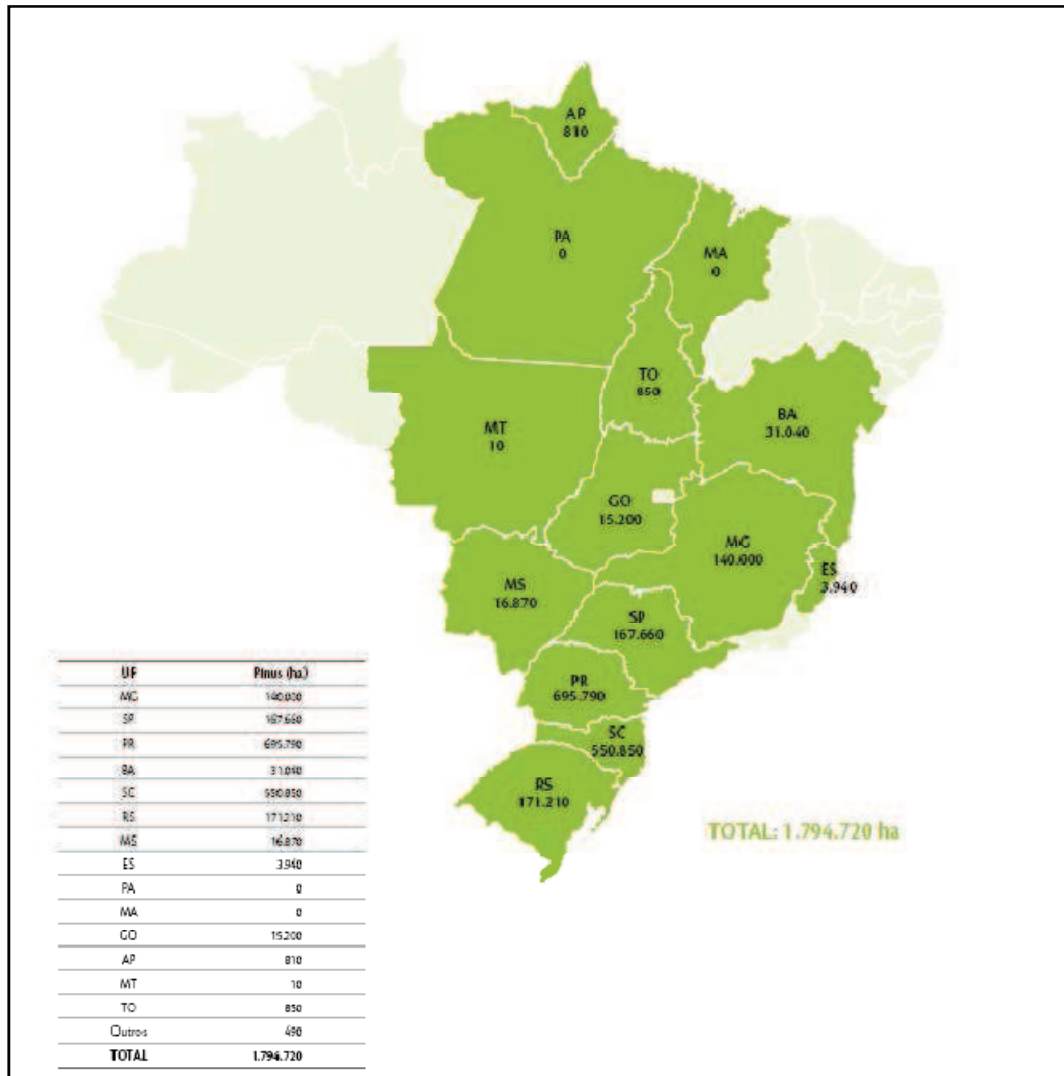 AP
810
PA
0
MA
0
TO
850
BA
31.040
MT
10
GO
15.200
MG
140.000
ES
3.940
MS
16.870
SP
167.660
PR
695.790
SC
550.850
RS
171.210
TOTAL: 1.794.720 ha
UF Pinus (ha)
MG 140.000
SP 167.660
PR 695.790
BA 31.040
SC 550.850
RS 171.210
MS 16.870
ES 3.940
PA 0
MA 0
GO 15.200
AP 810
MT 10
TO 850
Outros 490
TOTAL 1.794.720